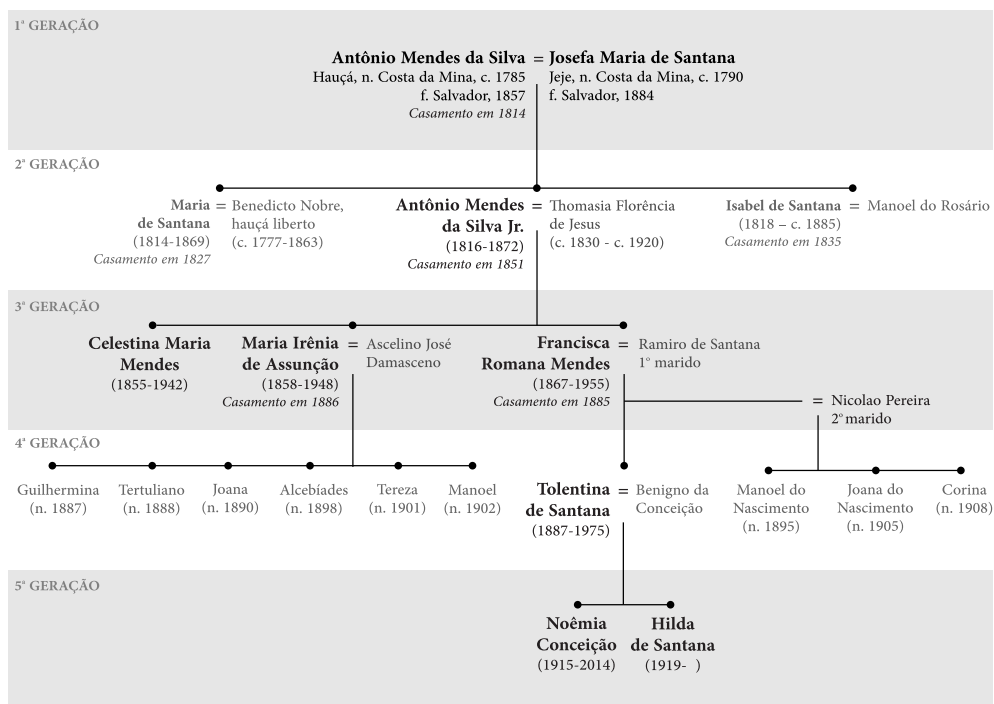 1ª GERAÇÃO
Antônio Mendes da Silva = Josefa Maria de Santana
Hauçá, n. Costa da Mina, c. 1785
f. Salvador, 1857
Casamento em 1814
Jeje, n. Costa da Mina, c. 1790
f. Salvador, 1884
2ª GERAÇÃO
Maria
de Santana
(1814-1869)
Casamento em 1827
= Benedicto Nobre,
hauçá liberto
(c. 1777-1863)
Antônio Mendes
da Silva Jr.
(1816-1872)
Casamento em 1851
= Thomasia Florência
de Jesus
(c. 1830 - c. 1920)
Isabel de Santana = Manoel do Rosário
(1818 – c. 1885)
Casamento em 1835
3ª GERAÇÃO
Celestina Maria
Mendes
(1855-1942)
Maria Irênia
de Assunção
(1858-1948)
Casamento em 1886
= Ascelino José
Damasceno
Francisca
Romana Mendes
(1867-1955)
Casamento em 1885
= Ramiro de Santana
1º marido
= Nicolao Pereira
2º marido
4ª GERAÇÃO
Guilhermina
(n. 1887)
Tertuliano
(n. 1888)
Joana
(n. 1890)
Alcebíades
(n. 1898)
Tereza
(n. 1901)
Manoel
(n. 1902)
Tolentina
de Santana
(1887-1975)
= Benigno da
Conceição
Manoel do
Nascimento
(n. 1895)
Joana do
Nascimento
(n. 1905)
Corina
(n. 1908)
5ª GERAÇÃO
Noêmia
Conceição
(1915-2014)
Hilda
de Santana
(1919- )